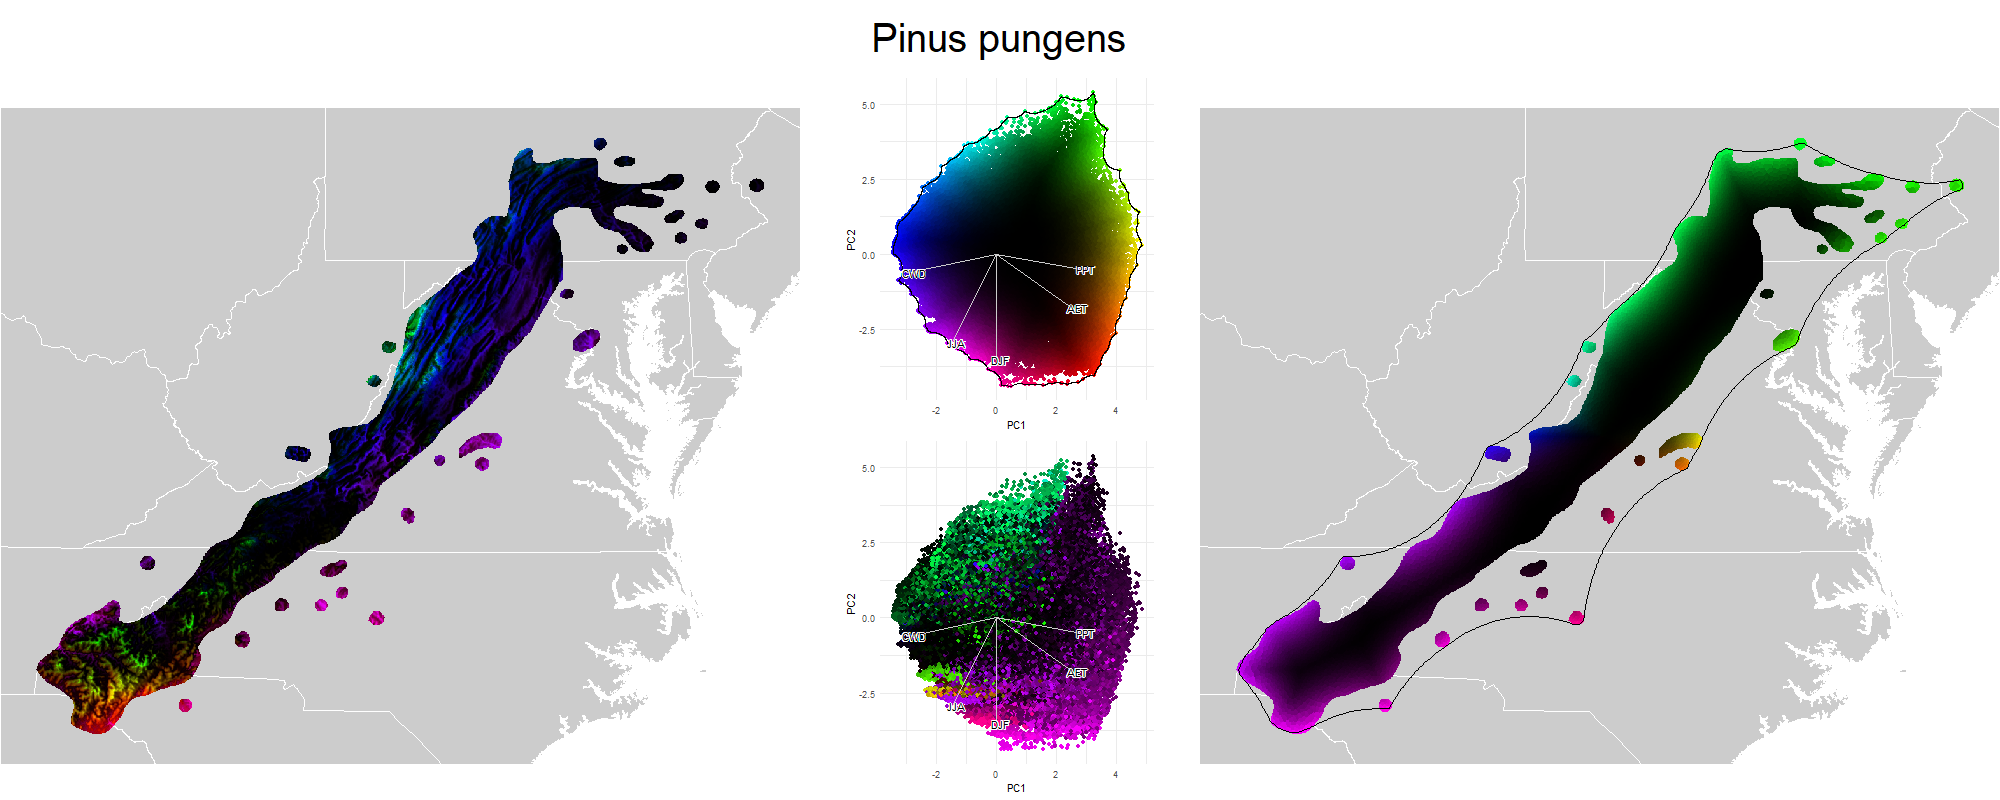 Pinus pungens
5.0
2.5
0.0
-2.5
PC2
CWD
PPT
AET
JJA
DJF
-2
0
2
4
PC1
5.0
2.5
0.0
-2.5
PC2
CWD
PPT
AET
JJA
DJF
-2
0
2
4
PC1